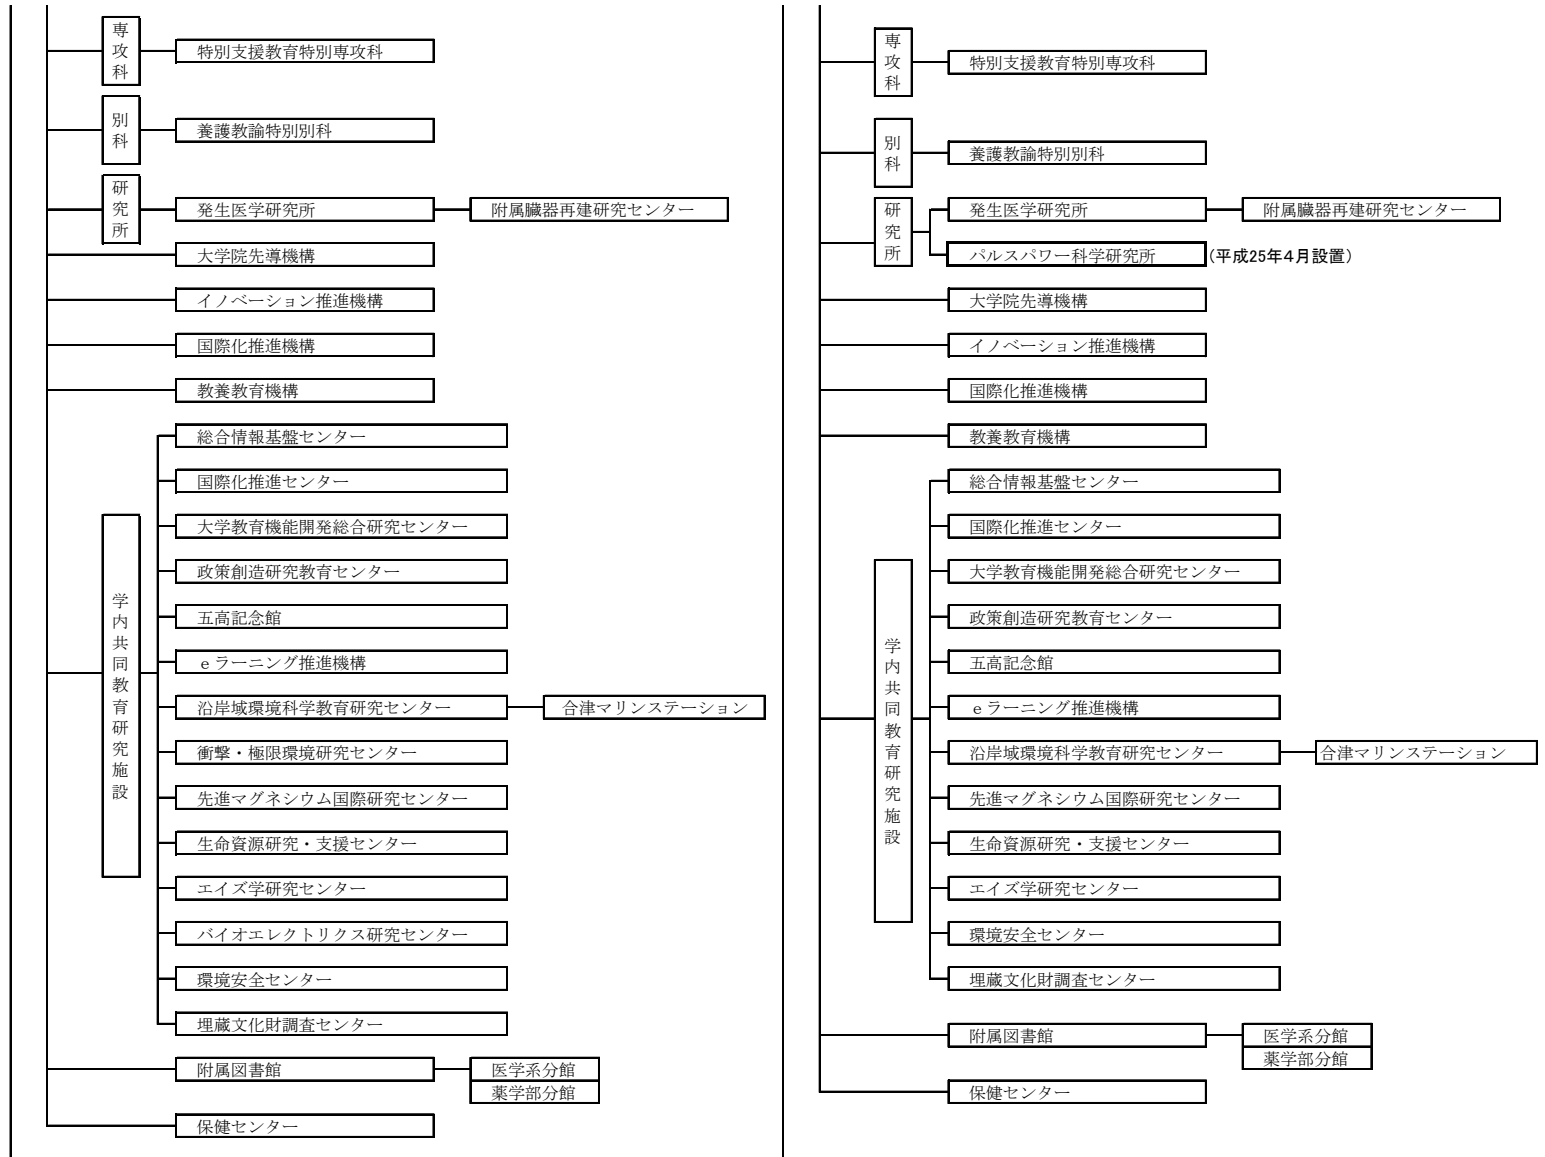 専攻科
特別支援教育特別専攻科
別科
養護教諭特別別科
研究所
発生医学研究所
附属臓器再建研究センター
大学院先導機構
イノベーション推進機構
国際化推進機構
教養教育機構
学内共同教育研究施設
総合情報基盤センター
国際化推進センター
大学教育機能開発総合研究センター
政策創造研究教育センター
五高記念館
ｅラーニング推進機構
沿岸域環境科学教育研究センター
合津マリンステーション
衝撃・極限環境研究センター
先進マグネシウム国際研究センター
生命資源研究・支援センター
エイズ学研究センター
バイオエレクトリクス研究センター
環境安全センター
埋蔵文化財調査センター
附属図書館
医学系分館
薬学部分館
保健センター
専攻科
特別支援教育特別専攻科
別科
養護教諭特別別科
研究所
発生医学研究所
附属臓器再建研究センター
パルスパワー科学研究所
(平成25年4月設置)
大学院先導機構
イノベーション推進機構
国際化推進機構
教養教育機構
学内共同教育研究施設
総合情報基盤センター
国際化推進センター
大学教育機能開発総合研究センター
政策創造研究教育センター
五高記念館
ｅラーニング推進機構
沿岸域環境科学教育研究センター
合津マリンステーション
先進マグネシウム国際研究センター
生命資源研究・支援センター
エイズ学研究センター
環境安全センター
埋蔵文化財調査センター
附属図書館
医学系分館
薬学部分館
保健センター